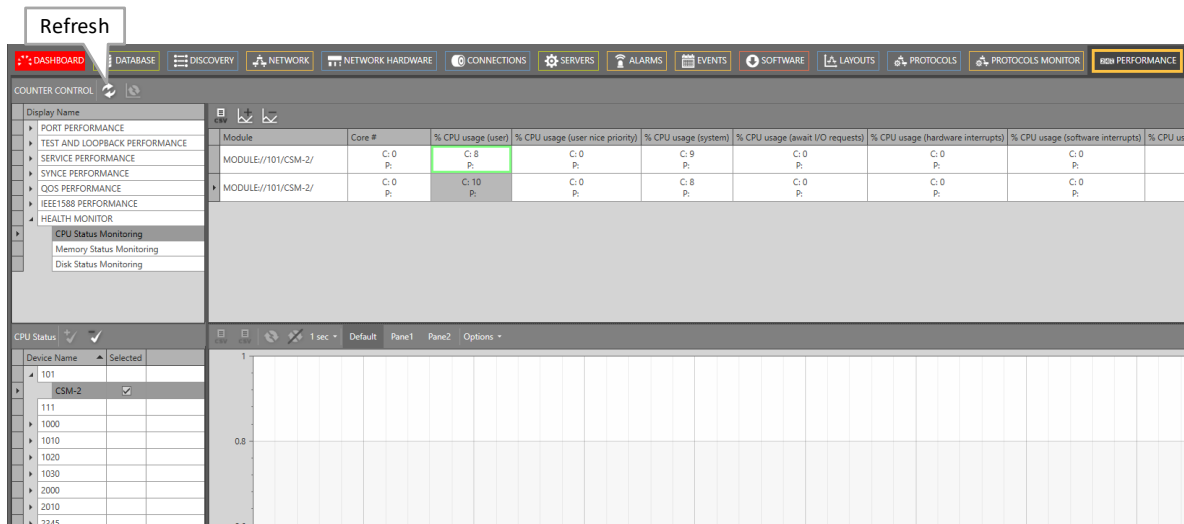 Refresh
DASHBOARD DATABASE DISCOVERY NETWORK NETWORK HARDWARE CONNECTIONS SERVERS ALARMS EVENTS SOFTWARE LAYOUTS PROTOCOLS PROTOCOLS MONITOR PERFORMANCE
COUNTER CONTROL
Display Name
PORT PERFORMANCE
TEST AND LOOPBACK PERFORMANCE
SERVICE PERFORMANCE
SYNCE PERFORMANCE
QOS PERFORMANCE
IEEE1588 PERFORMANCE
HEALTH MONITOR
CPU Status Monitoring
Memory Status Monitoring
Disk Status Monitoring
CSV
Module Core # % CPU usage (user) % CPU usage (user nice priority) % CPU usage (system) % CPU usage (await I/O requests) % CPU usage (hardware interrupts) % CPU usage (software interrupts) % CPU us
MODULE://101/CSM-2/ C: 0 C: 8 C: 0 C: 9 C: 0 C: 0 C: 0
P: P: P: P: P: P: P:
MODULE://101/CSM-2/ C: 0 C: 10 C: 0 C: 8 C: 0 C: 0 C: 0
P: P: P: P: P: P: P:
CPU Status
Device Name Selected
101
CSM-2
111
1000
1010
1020
1030
2000
2010
2345
CSV CSV 1 sec Default Pane1 Pane2 Options
1
0.8